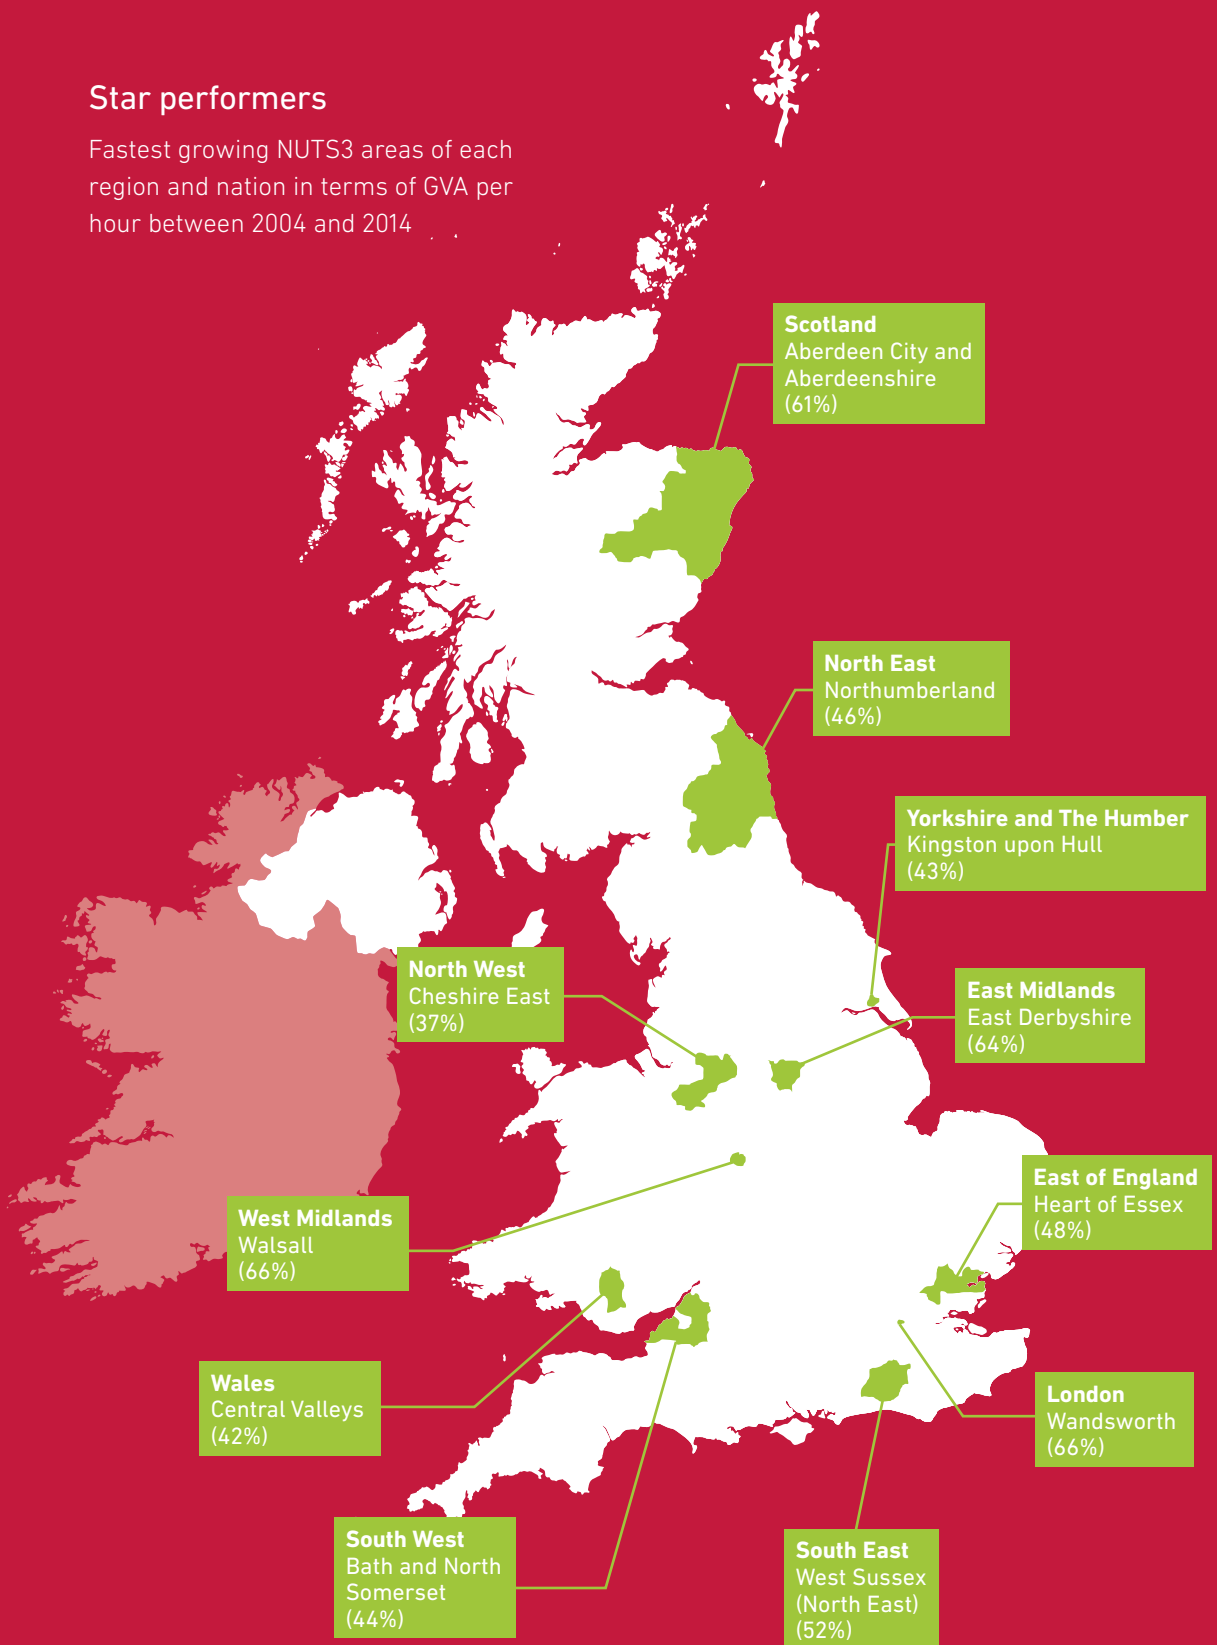 Star performers
Fastest growing NUTS3 areas of each
region and nation in terms of GVA per
hour between 2004 and 2014
Scotland
Aberdeen City and
Aberdeenshire
(61%)
North East
Northumberland
(46%)
Yorkshire and The Humber
Kingston upon Hull
(43%)
North West
Cheshire East
(37%)
East Midlands
East Derbyshire
(64%)
East of England
Heart of Essex
(48%)
West Midlands
Walsall
(66%)
Wales
Central Valleys
(42%)
London
Wandsworth
(66%)
South West
Bath and North
Somerset
(44%)
South East
West Sussex
(North East)
(52%)